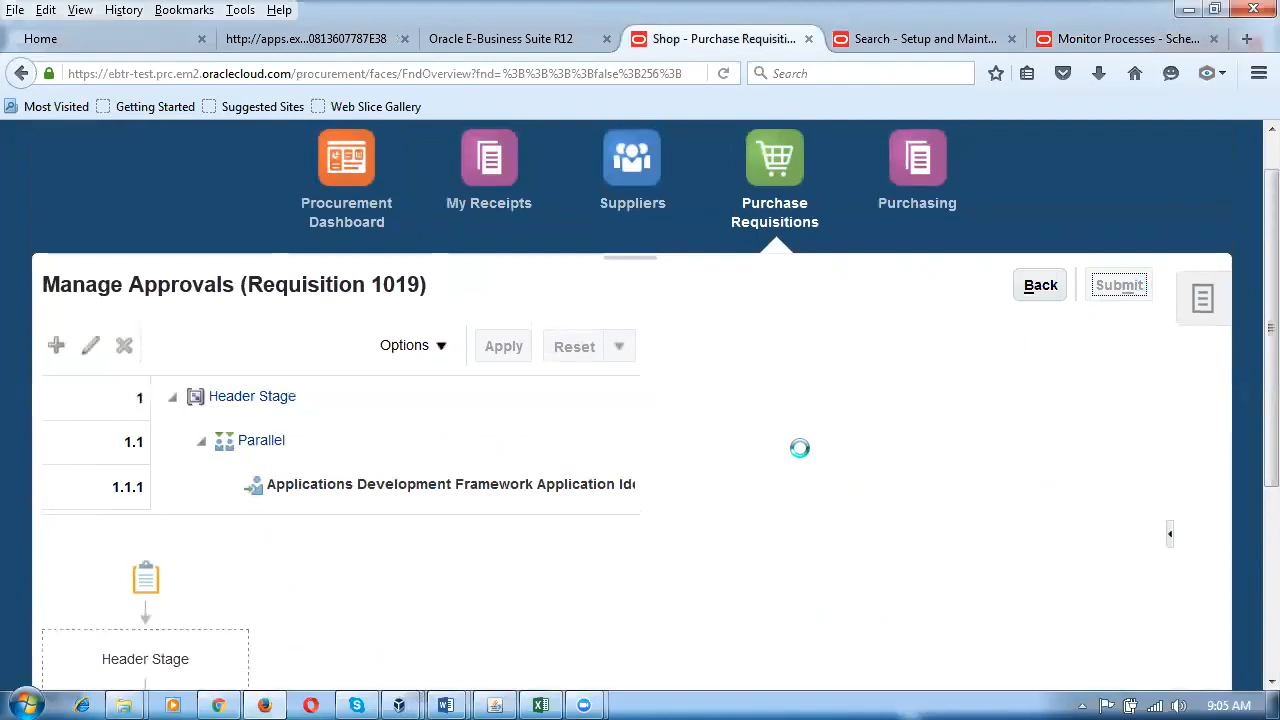 File Edit View History Bookmarks Tools Help
Home × http://apps.ex...0813607787E38 × Oracle E-Business Suite R12 × Shop - Purchase Requisiti... × Search - Setup and Maint... × Monitor Processes - Sche... × +
https://ebtr-test.prc.em2.oraclecloud.com/procurement/faces/FndOverview?fnd=%3B%3B%3B%3Bfalse%3B256%3B Search
Most Visited Getting Started Suggested Sites Web Slice Gallery
Procurement Dashboard
My Receipts
Suppliers
Purchase Requisitions
Purchasing
Manage Approvals (Requisition 1019) Back Submit
Options Apply Reset
1 Header Stage
1.1 Parallel
1.1.1 Applications Development Framework Application Ide
Header Stage
9:05 AM